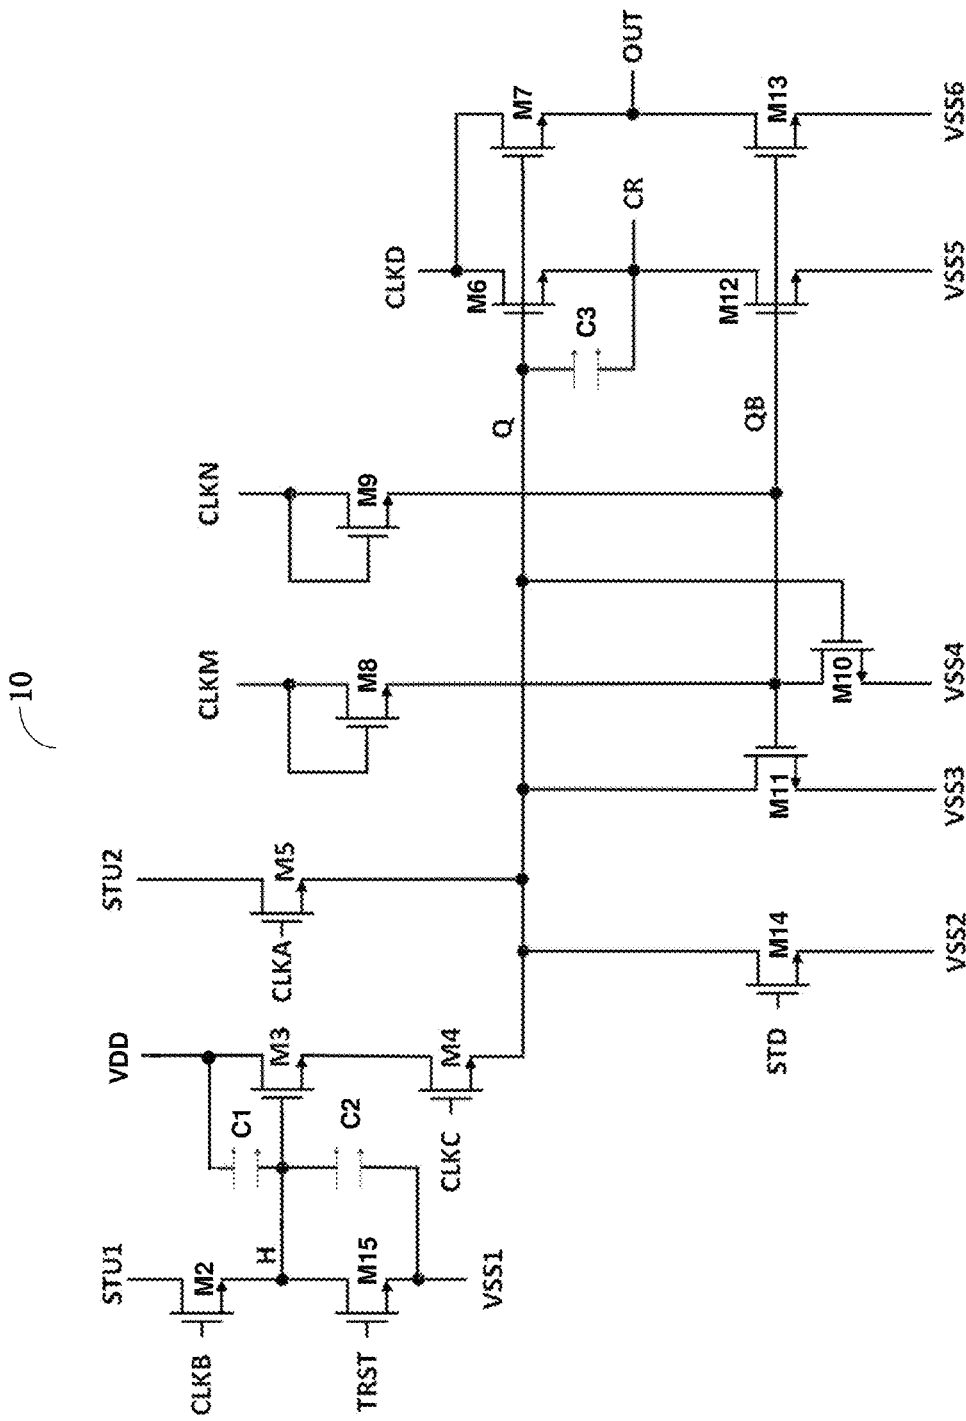 10
STU1
CLKB
M2
H
TRST
M15
VSS1
C1
C2
VDD
M3
CLKC
M4
STU2
CLKA
M5
STD
M14
VSS2
CLKM
M8
M11
VSS3
M10
VSS4
CLKN
M9
Q
QB
C3
CLKD
M6
CR
M12
VSS5
M7
OUT
M13
VSS6